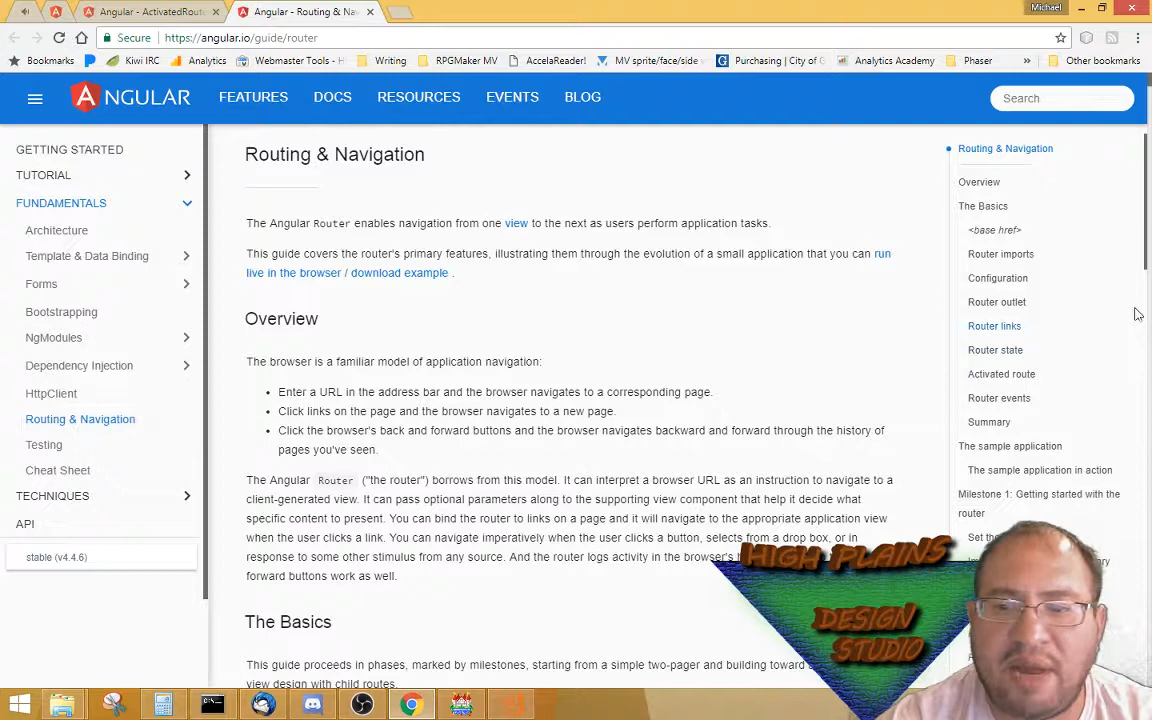 Michael
Angular - ActivatedRoute
Angular - Routing & Na
Secure
https://angular.io/guide/router
Bookmarks
Kiwi IRC
Analytics
Webmaster Tools - H
Writing
RPGMaker MV
AccelaReader!
MV sprite/face/side
Purchasing | City of
Analytics Academy
Phaser
»
Other bookmarks
ANGULAR
FEATURES
DOCS
RESOURCES
EVENTS
BLOG
Search
GETTING STARTED
TUTORIAL
FUNDAMENTALS
Architecture
Template & Data Binding
Forms
Bootstrapping
NgModules
Dependency Injection
HttpClient
Routing & Navigation
Testing
Cheat Sheet
TECHNIQUES
API
stable (v4.4.6)
Routing & Navigation
The Angular Router enables navigation from one view to the next as users perform application tasks.
This guide covers the router's primary features, illustrating them through the evolution of a small application that you can run
live in the browser / download example .
Overview
The browser is a familiar model of application navigation:
• Enter a URL in the address bar and the browser navigates to a corresponding page.
• Click links on the page and the browser navigates to a new page.
• Click the browser's back and forward buttons and the browser navigates backward and forward through the history of
pages you've seen.
The Angular Router ("the router") borrows from this model. It can interpret a browser URL as an instruction to navigate to a
client-generated view. It can pass optional parameters along to the supporting view component that help it decide what
specific content to present. You can bind the router to links on a page and it will navigate to the appropriate application view
when the user clicks a link. You can navigate imperatively when the user clicks a button, selects from a drop box, or in
response to some other stimulus from any source. And the router logs activity in the browser's
forward buttons work as well.
The Basics
This guide proceeds in phases, marked by milestones, starting from a simple two-pager and building toward
view design with child routes.
Routing & Navigation
Overview
The Basics
<base href>
Router imports
Configuration
Router outlet
Router links
Router state
Activated route
Router events
Summary
The sample application
The sample application in action
Milestone 1: Getting started with the
router
Set the
HIGH PLAINS
DESIGN
STUDIO